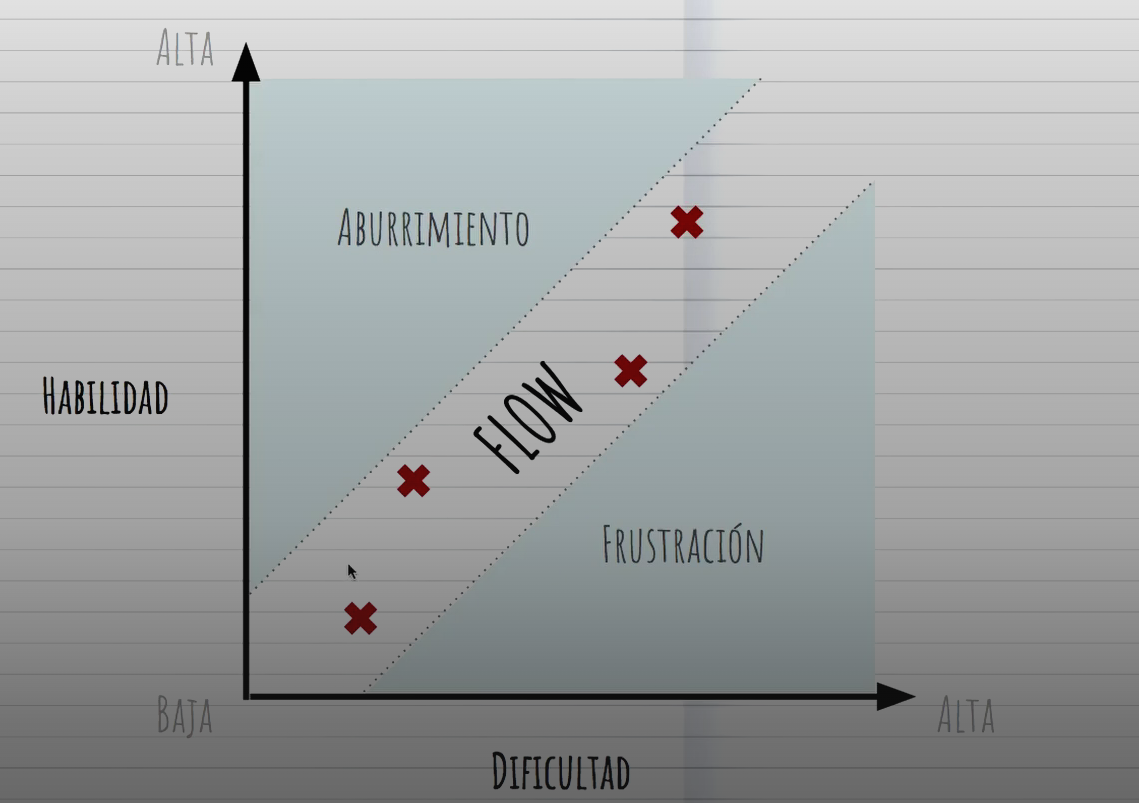 Alta
Aburrimiento
Habilidad
Flow
Frustración
Baja
Alta
Dificultad